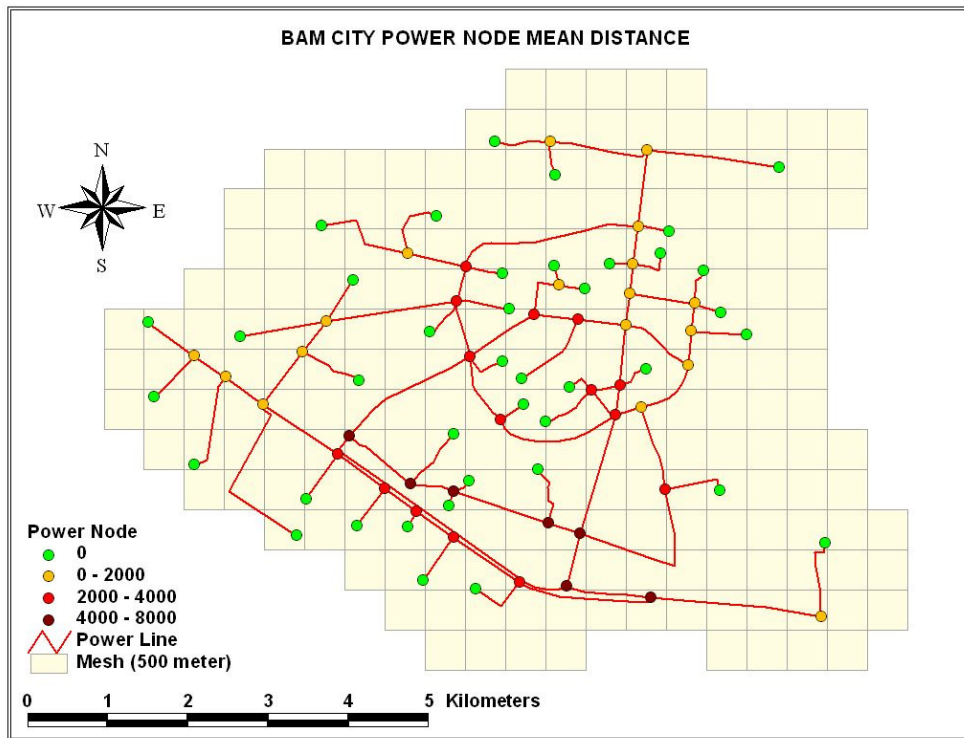 BAM CITY POWER NODE MEAN DISTANCE
N
W E
S
Power Node
0
0 - 2000
2000 - 4000
4000 - 8000
Power Line
Mesh (500 meter)
0 1 2 3 4 5 Kilometers